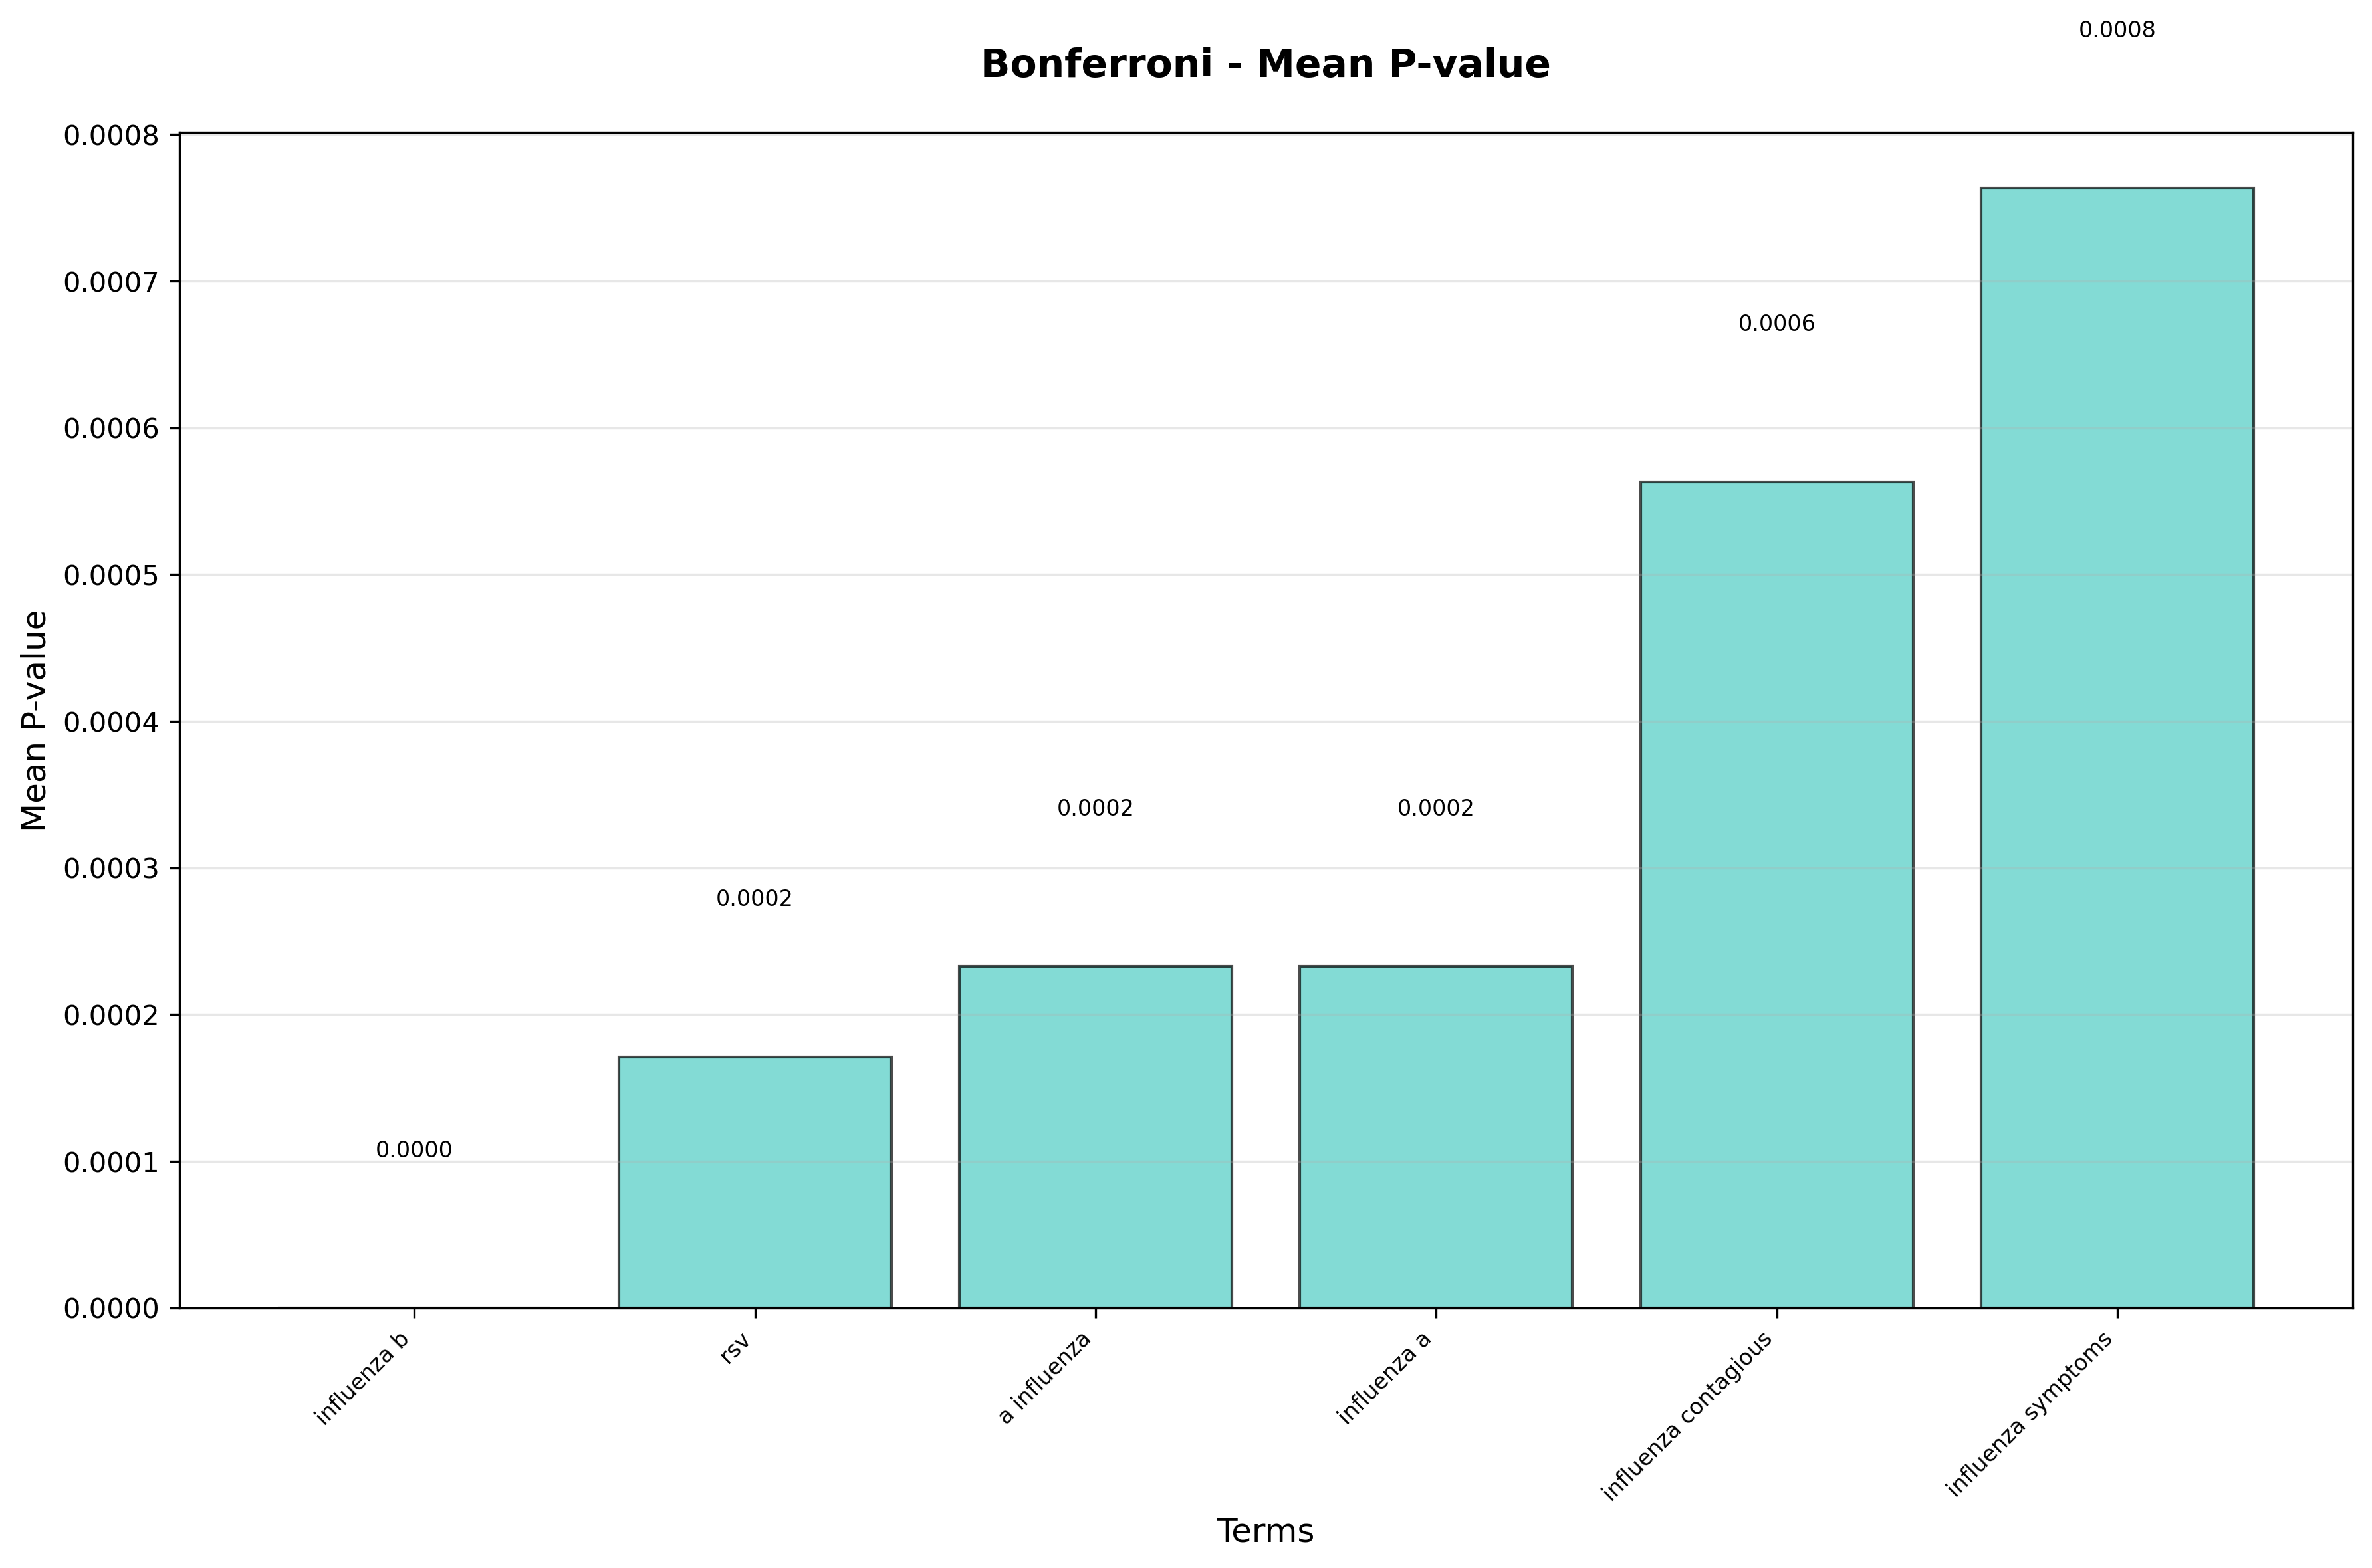 0.0008
Bonferroni - Mean P-value
0.0008
0.0007
0.0006
0.0006
0.0005
0.0004
0.0002
0.0002
0.0003
0.0002
0.0002
0.0000
0.0001
0.0000
Mean P-value
influenza b
rsv
a influenza
influenza a
influenza contagious
influenza symptoms
Terms